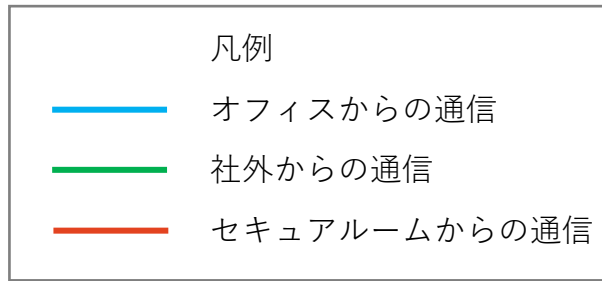 凡例
オフィスからの通信
社外からの通信
セキュアルームからの通信